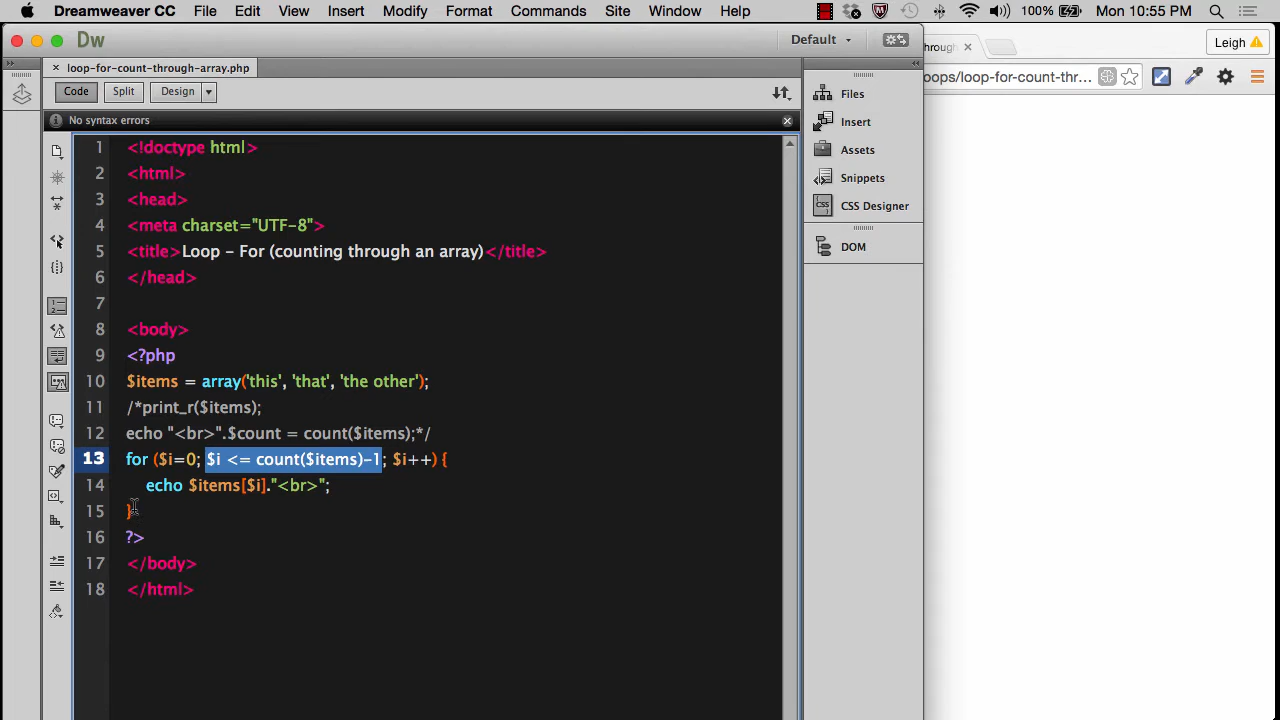 Dreamweaver CC File Edit View Insert Modify Format Commands Site Window Help 100% Mon 10:55 PM
Dw Default
through Leigh
loop-for-count-through-array.php
oops/loop-for-count-thr...
Code Split Design
No syntax errors
Files
Insert
Assets
Snippets
CSS Designer
DOM
1 <!doctype html>
2 <html>
3 <head>
4 <meta charset="UTF-8">
5 <title>Loop - For (counting through an array)</title>
6 </head>
7
8 <body>
9 <?php
10 $items = array('this', 'that', 'the other');
11 /*print_r($items);
12 echo "<br>".$count = count($items);*/
13 for ($i=0; $i <= count($items)-1; $i++) {
14 echo $items[$i]."<br>";
15 }
16 ?>
17 </body>
18 </html>